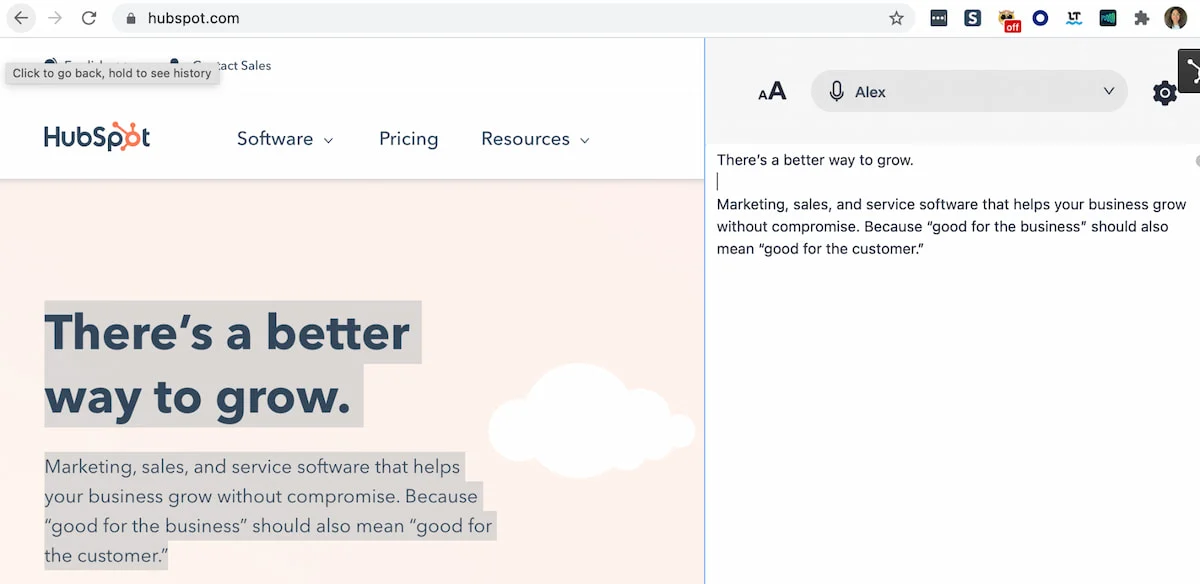 hubspot.com
off
S
LT
Contact Sales
Click to go back, hold to see history
HubSpot
Software
Pricing
Resources
There’s a better
way to grow.
Marketing, sales, and service software that helps
your business grow without compromise. Because
“good for the business” should also mean “good for
the customer.”
AA
Alex
There’s a better way to grow.
Marketing, sales, and service software that helps your business grow
without compromise. Because “good for the business” should also
mean “good for the customer.”